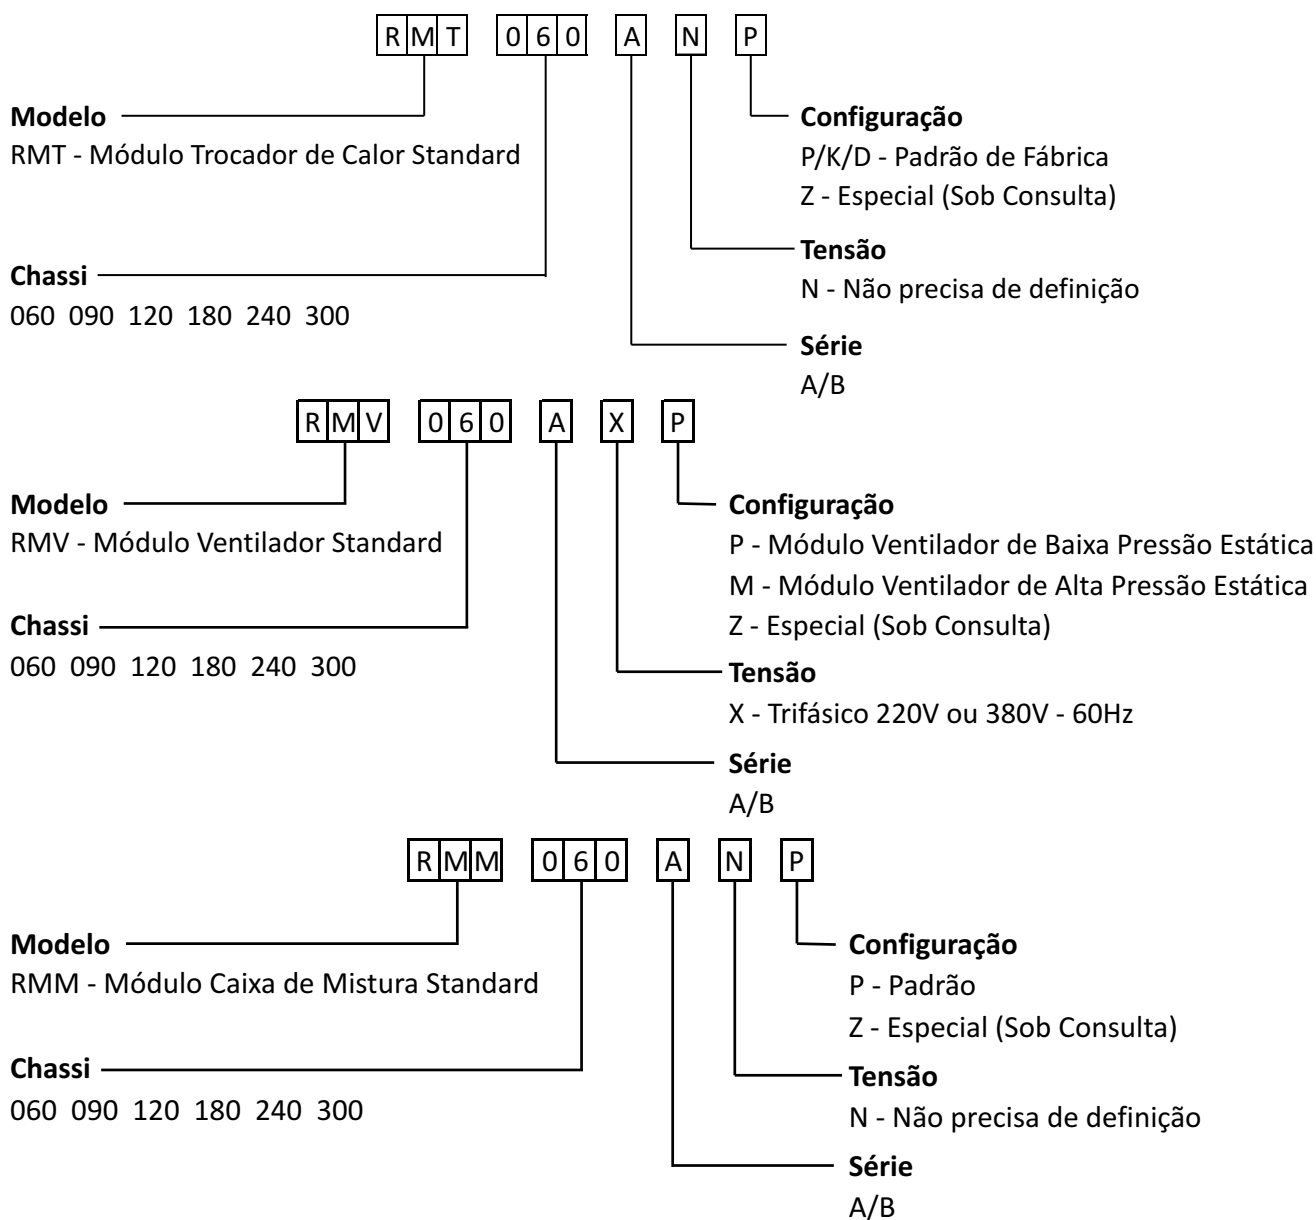 RMT 060 A N P
Modelo
RMT - Módulo Trocador de Calor Standard
Chassi
060 090 120 180 240 300
Configuração
P/K/D - Padrão de Fábrica
Z - Especial (Sob Consulta)
Tensão
N - Não precisa de definição
Série
A/B
RMV 060 A X P
Modelo
RMV - Módulo Ventilador Standard
Chassi
060 090 120 180 240 300
Configuração
P - Módulo Ventilador de Baixa Pressão Estática
M - Módulo Ventilador de Alta Pressão Estática
Z - Especial (Sob Consulta)
Tensão
X - Trifásico 220V ou 380V - 60Hz
Série
A/B
RMM 060 A N P
Modelo
RMM - Módulo Caixa de Mistura Standard
Chassi
060 090 120 180 240 300
Configuração
P - Padrão
Z - Especial (Sob Consulta)
Tensão
N - Não precisa de definição
Série
A/B